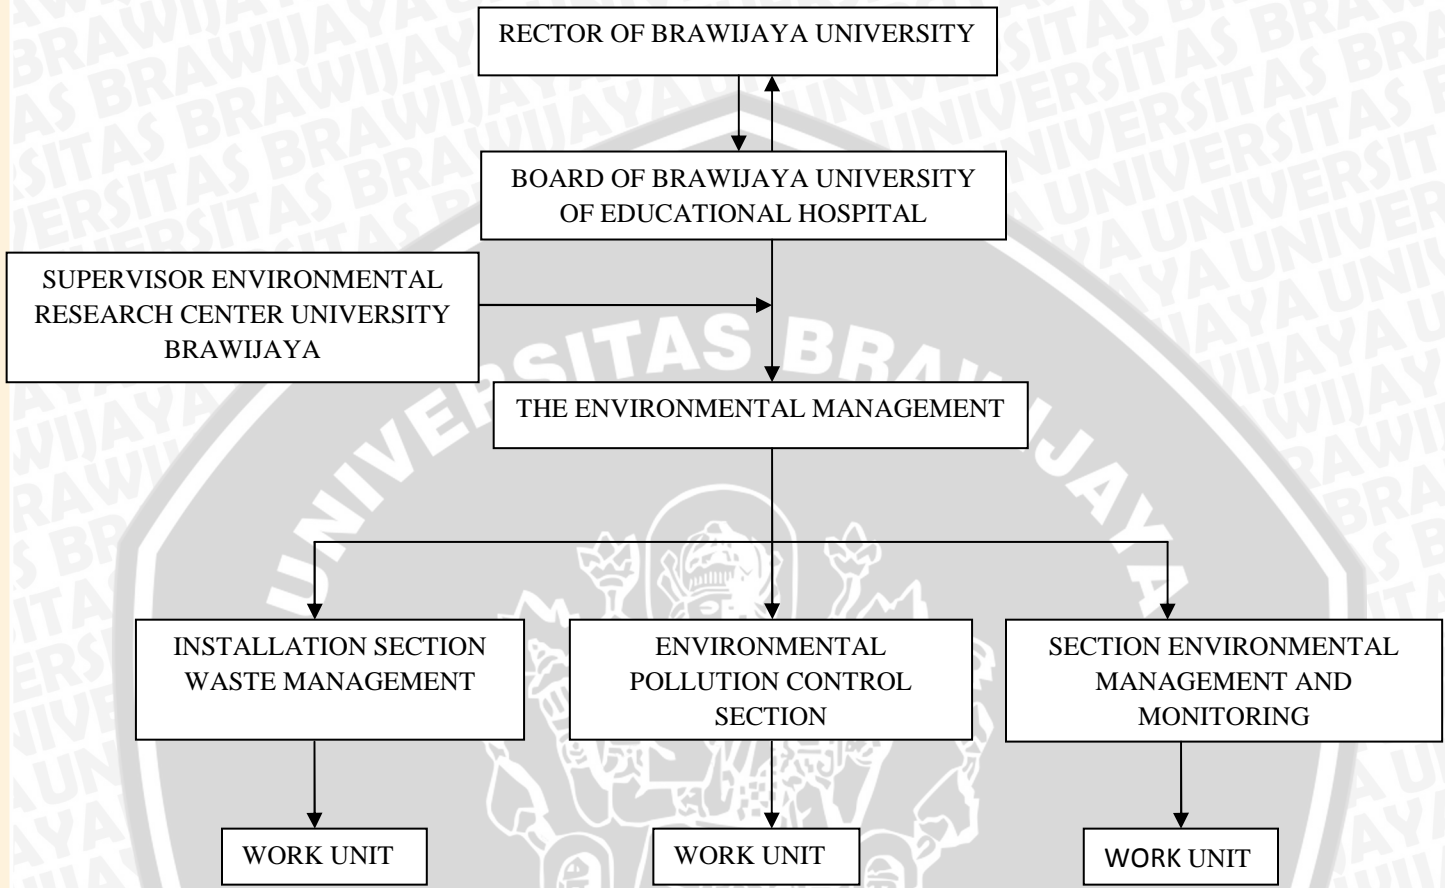 RECTOR OF BRAWIJAYA UNIVERSITY
BOARD OF BRAWIJAYA UNIVERSITY
OF EDUCATIONAL HOSPITAL
SUPERVISOR ENVIRONMENTAL
RESEARCH CENTER UNIVERSITY
BRAWIJAYA
UNIVERSITAS BRAWIJAYA
THE ENVIRONMENTAL MANAGEMENT
INSTALLATION SECTION
WASTE MANAGEMENT
ENVIRONMENTAL
POLLUTION CONTROL
SECTION
SECTION ENVIRONMENTAL
MANAGEMENT AND
MONITORING
WORK UNIT
WORK UNIT
WORK UNIT